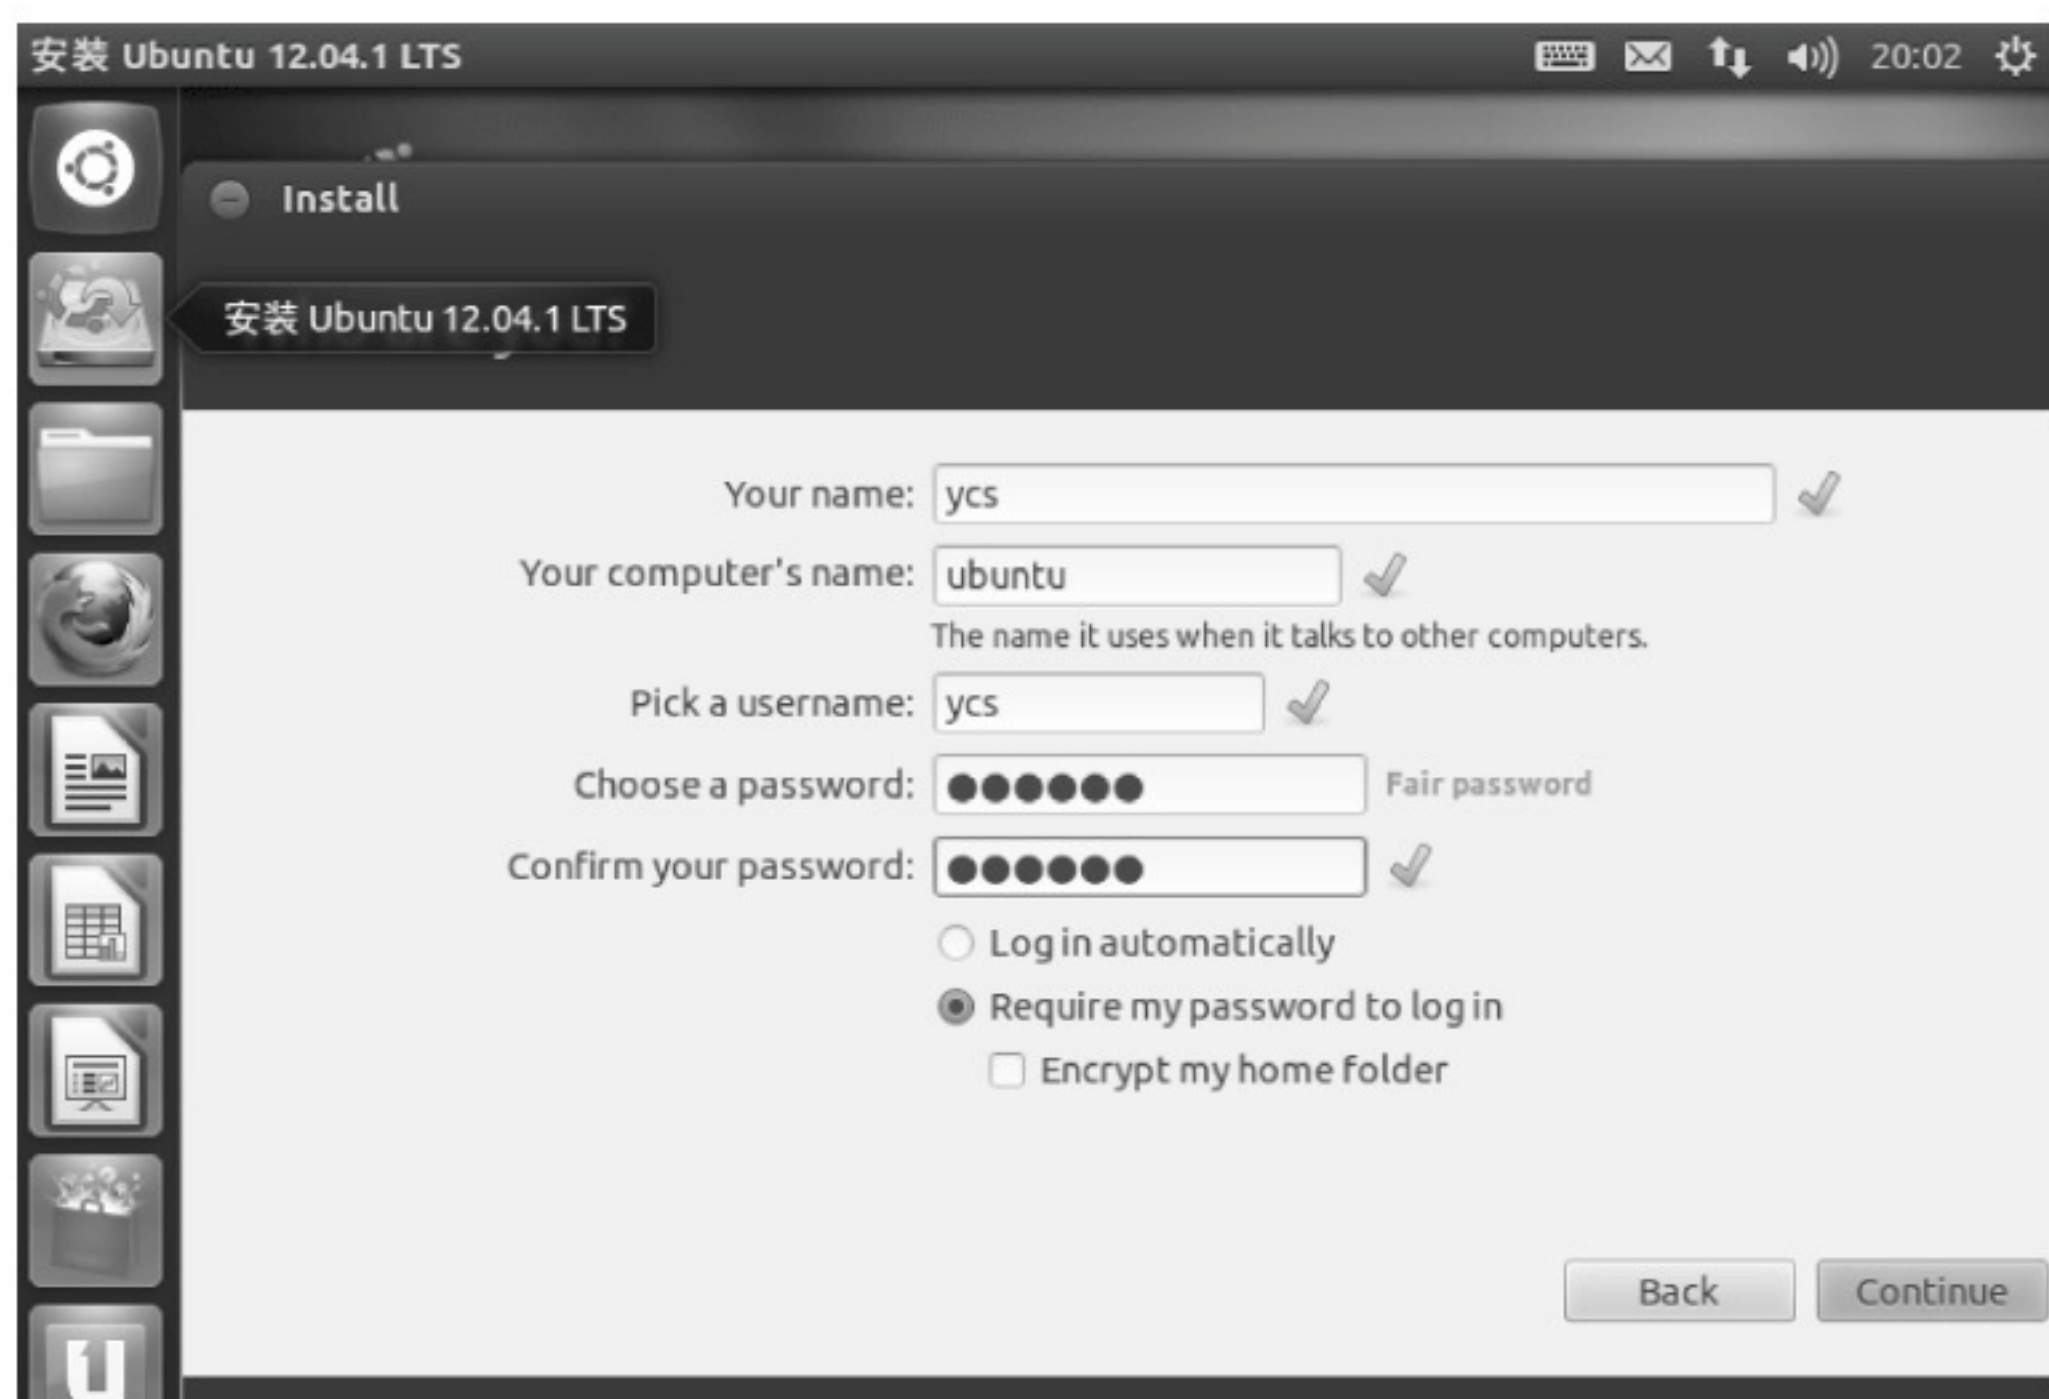 安装 Ubuntu 12.04.1 LTS
20:02
Install
安装 Ubuntu 12.04.1 LTS
Your name: ycs
Your computer's name: ubuntu
The name it uses when it talks to other computers.
Pick a username: ycs
Choose a password: ●●●●●● Fair password
Confirm your password: ●●●●●●
Log in automatically
Require my password to log in
Encrypt my home folder
Back Continue